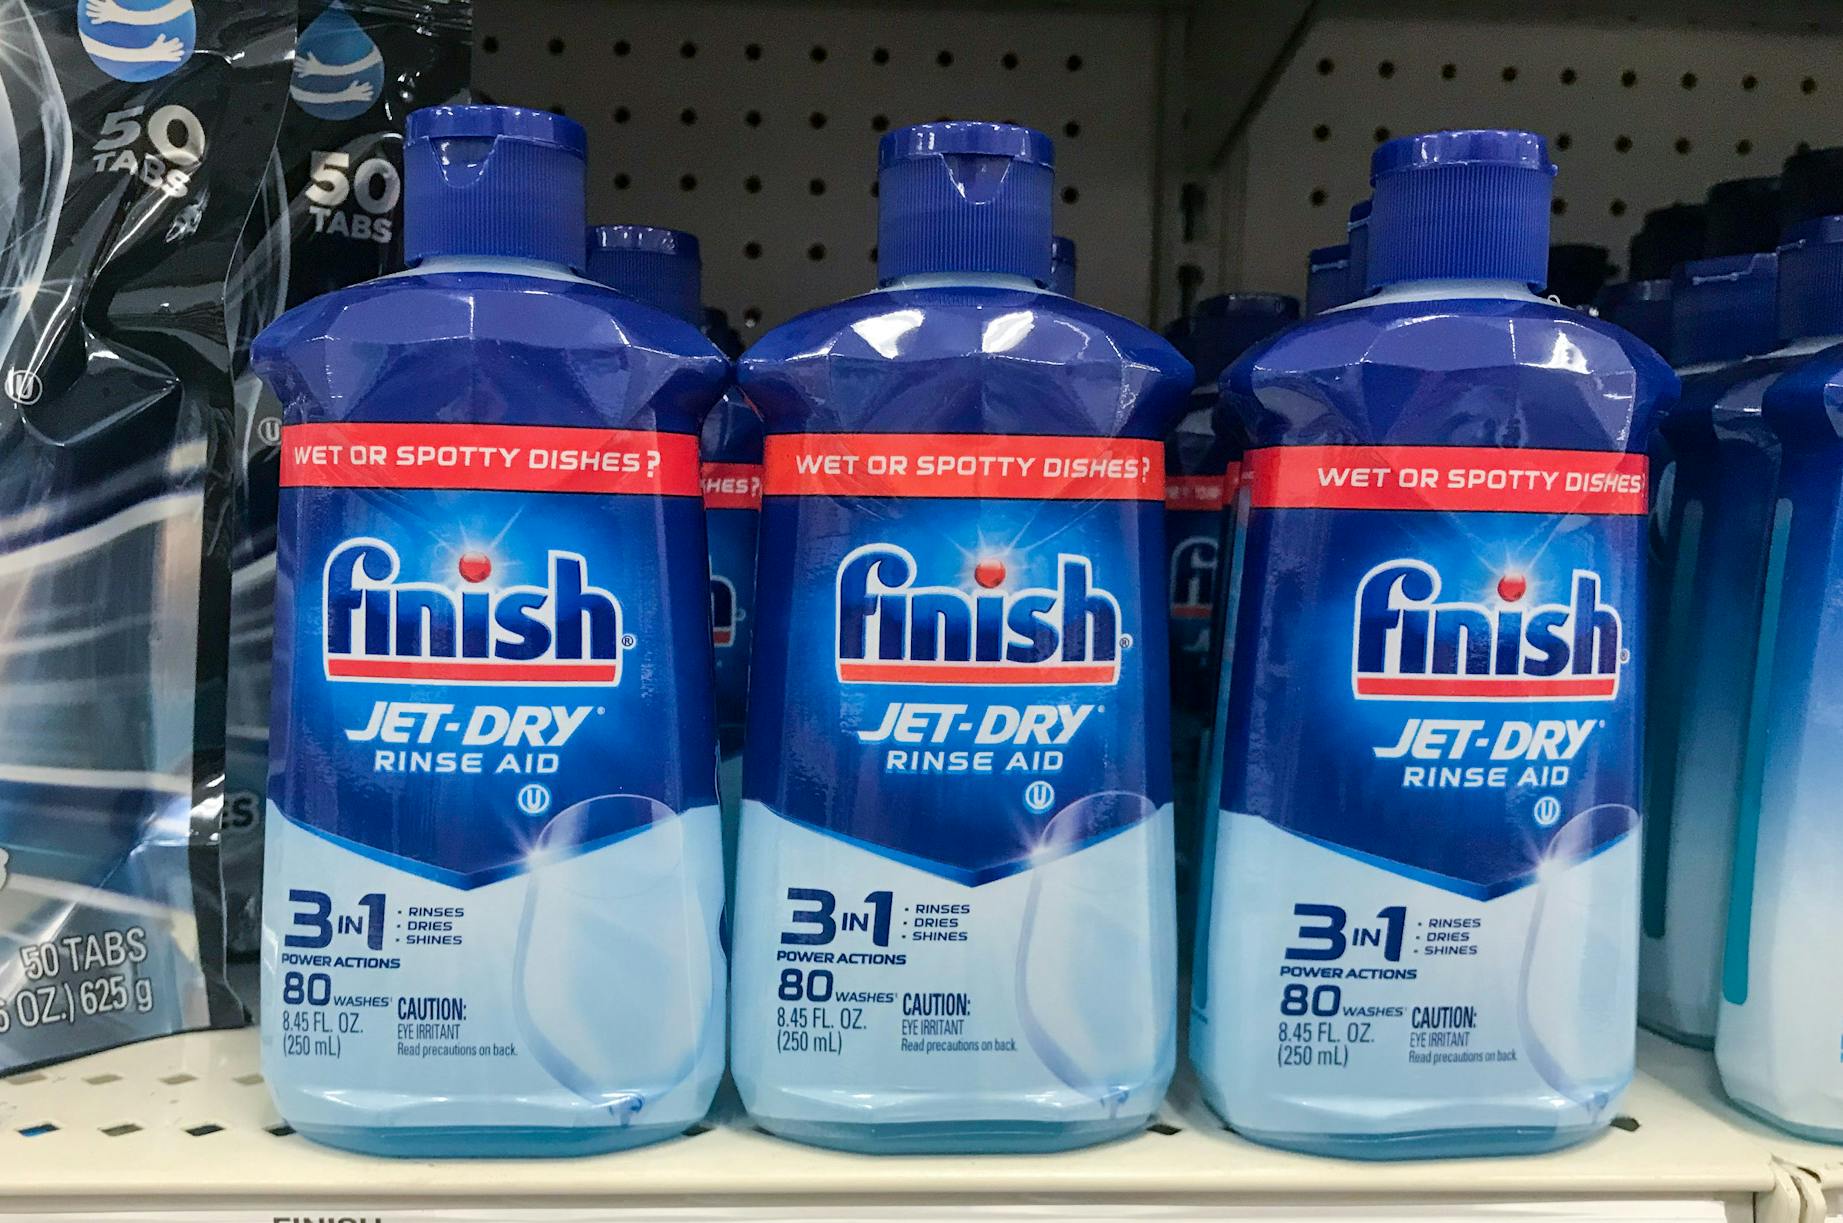 50
TABS
50
TABS
50 TABS
OZ.) 625 g
WET OR SPOTTY DISHES?
finish®
JET-DRY
RINSE AID
U
3 IN 1
· RINSES
· DRIES
· SHINES
POWER ACTIONS
80 WASHES
8.45 FL. OZ.
(250 mL)
CAUTION:
EYE IRRITANT
Read precautions on back.
WET OR SPOTTY DISHES?
finish®
JET-DRY
RINSE AID
U
3 IN 1
· RINSES
· DRIES
· SHINES
POWER ACTIONS
80 WASHES
8.45 FL. OZ.
(250 mL)
CAUTION:
EYE IRRITANT
Read precautions on back.
WET OR SPOTTY DISHES
finish
JET-DRY
RINSE AID
U
3 IN 1
· RINSES
· DRIES
· SHINES
POWER ACTIONS
80 WASHES
8.45 FL. OZ.
(250 mL)
CAUTION:
EYE IRRITANT
Read precautions on back.
FINISH